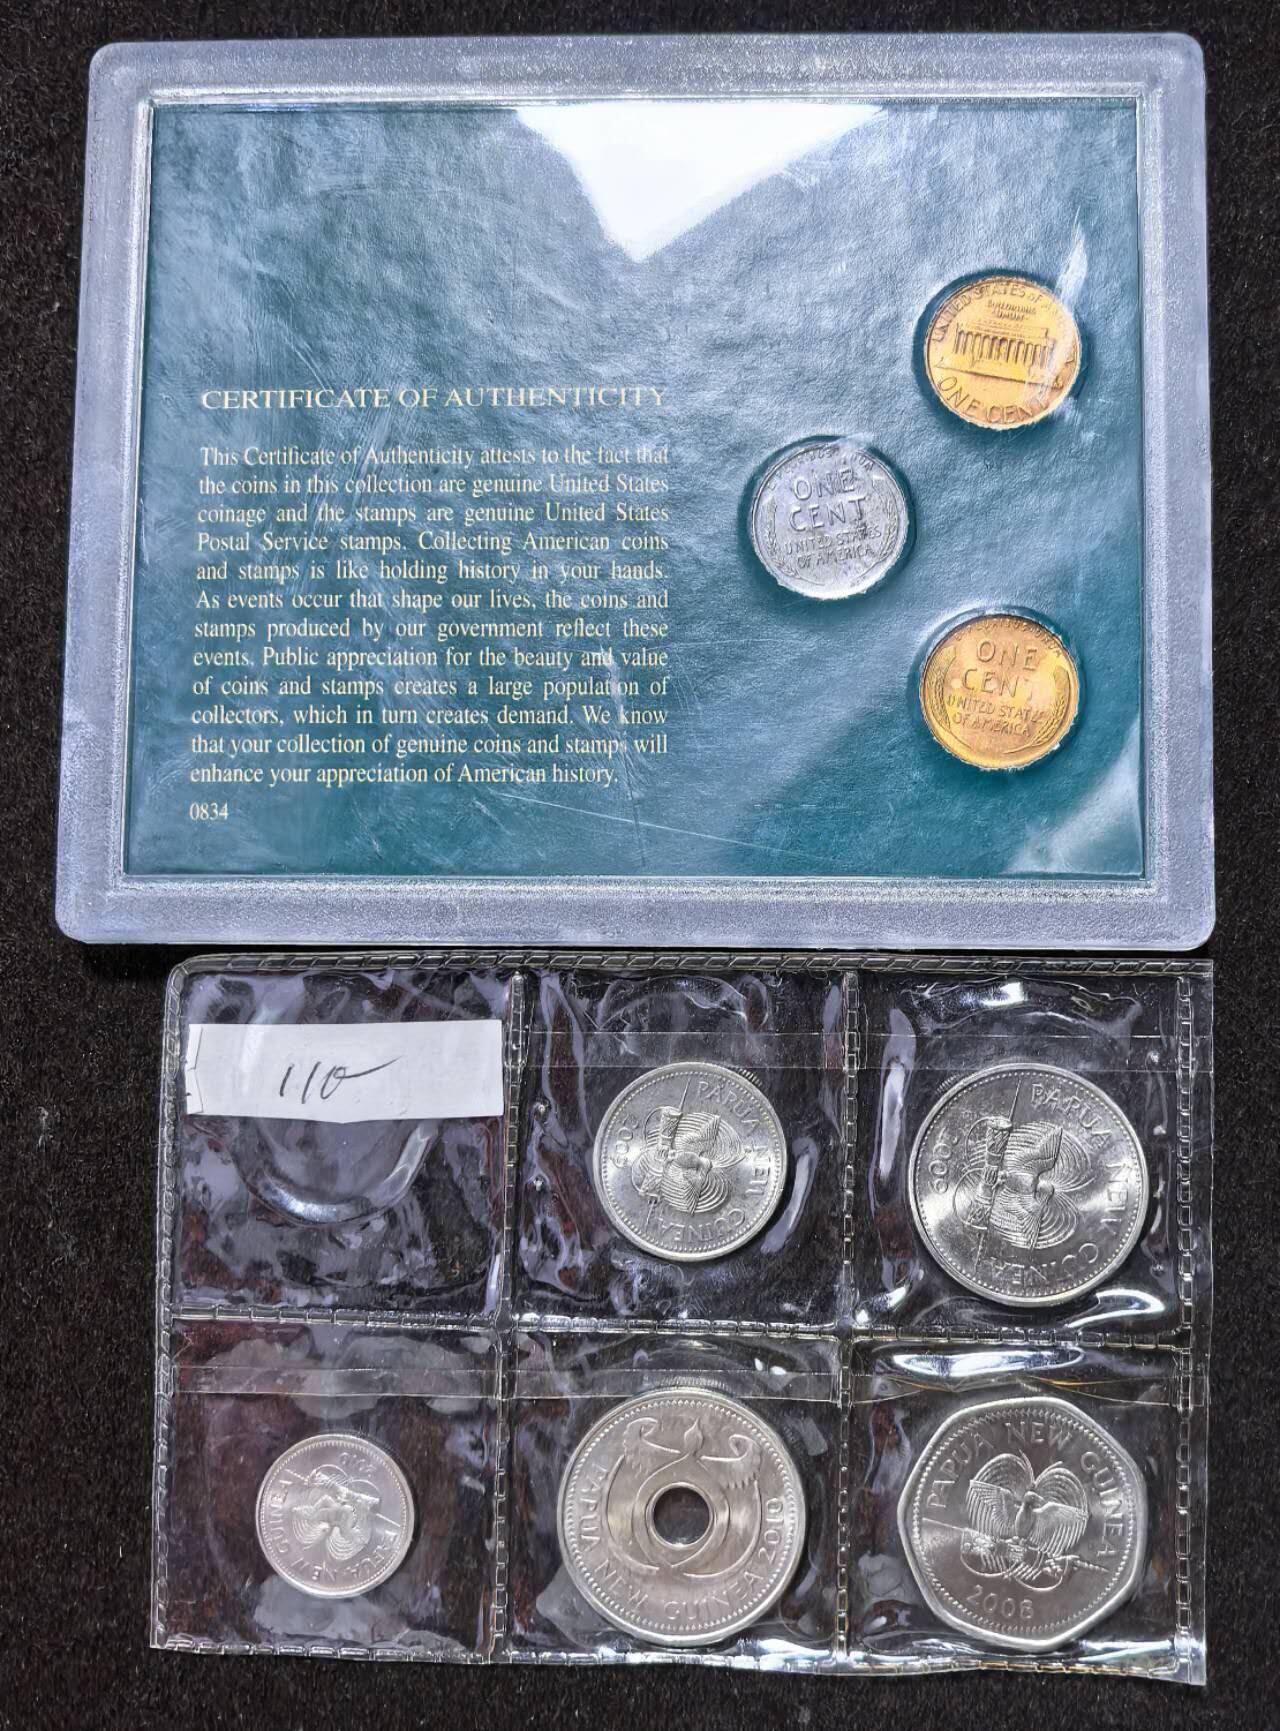 UNITED STATES OF
ONE CENT
CERTIFICATE OF AUTHENTICITY
This Certificate of Authenticity attests to the fact that
the coins in this collection are genuine United States
coinage and the stamps are genuine United States
Postal Service stamps. Collecting American coins
and stamps is like holding history in your hands.
As events occur that shape our lives, the coins and
stamps produced by our government reflect these
events. Public appreciation for the beauty and value
of coins and stamps creates a large population of
collectors, which in turn creates demand. We know
that your collection of genuine coins and stamps will
enhance your appreciation of American history.
0834
ONE
CENT
UNITED STATES
OF AMERICA
ONE
CENT
UNITED STATES
OF AMERICA
110
PAPUA NEW GUINEA
2009
PAPUA NEW GUINEA
2009
PAPUA NEW GUINEA
2010
PAPUA NEW GUINEA 2010
PAPUA NEW GUINEA
2008